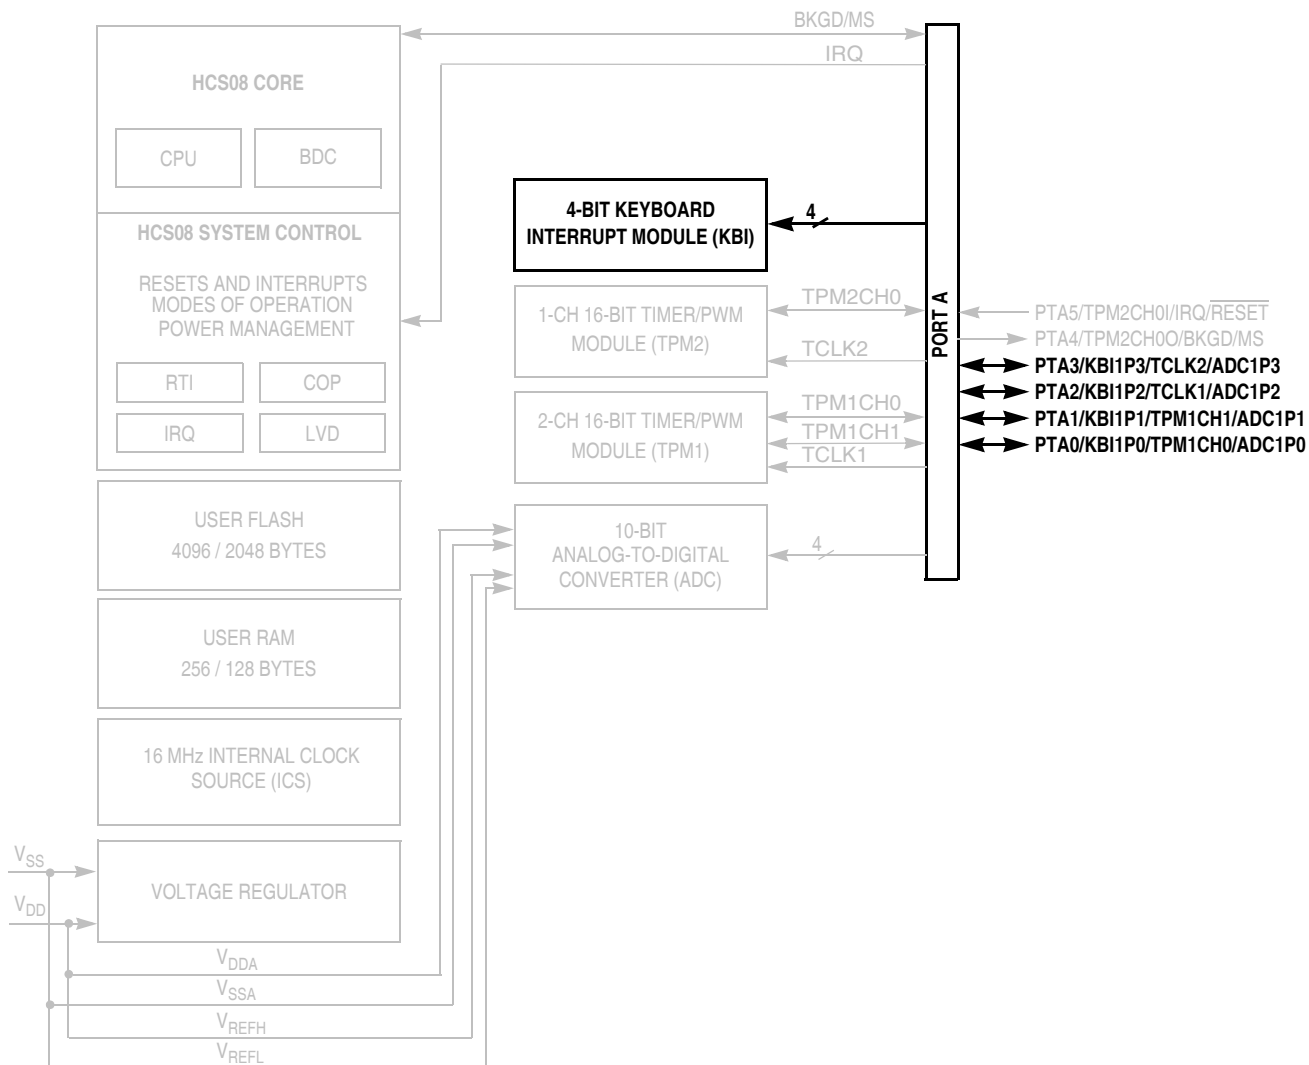 BKGD/MS
IRQ
HCS08 CORE
CPU
BDC
HCS08 SYSTEM CONTROL
RESETS AND INTERRUPTS
MODES OF OPERATION
POWER MANAGEMENT
RTI
COP
IRQ
LVD
USER FLASH
4096 / 2048 BYTES
USER RAM
256 / 128 BYTES
16 MHz INTERNAL CLOCK
SOURCE (ICS)
VOLTAGE REGULATOR
VSS
VDD
VDDA
VSSA
VREFH
VREFL
4-BIT KEYBOARD
INTERRUPT MODULE (KBI)
4
1-CH 16-BIT TIMER/PWM
MODULE (TPM2)
TPM2CH0
TCLK2
2-CH 16-BIT TIMER/PWM
MODULE (TPM1)
TPM1CH0
TPM1CH1
TCLK1
10-BIT
ANALOG-TO-DIGITAL
CONVERTER (ADC)
4
PORT A
PTA5/TPM2CH0I/IRQ/RESET
PTA4/TPM2CH0O/BKGD/MS
PTA3/KBI1P3/TCLK2/ADC1P3
PTA2/KBI1P2/TCLK1/ADC1P2
PTA1/KBI1P1/TPM1CH1/ADC1P1
PTA0/KBI1P0/TPM1CH0/ADC1P0